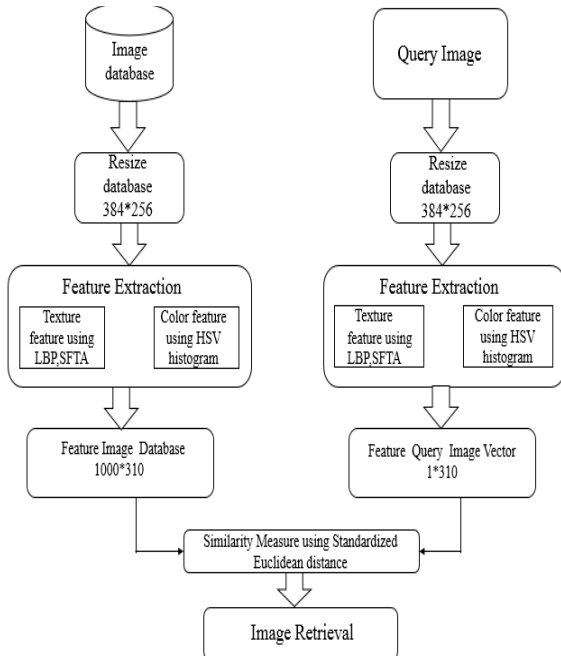 Image
database
Query Image
Resize
database
384*256
Resize
database
384*256
Feature Extraction
Texture
feature using
LBP,SFTA
Color feature
using HSV
histogram
Feature Extraction
Texture
feature using
LBP,SFTA
Color feature
using HSV
histogram
Feature Image Database
1000*310
Feature Query Image Vector
1*310
Similarity Measure using Standardized
Euclidean distance
Image Retrieval